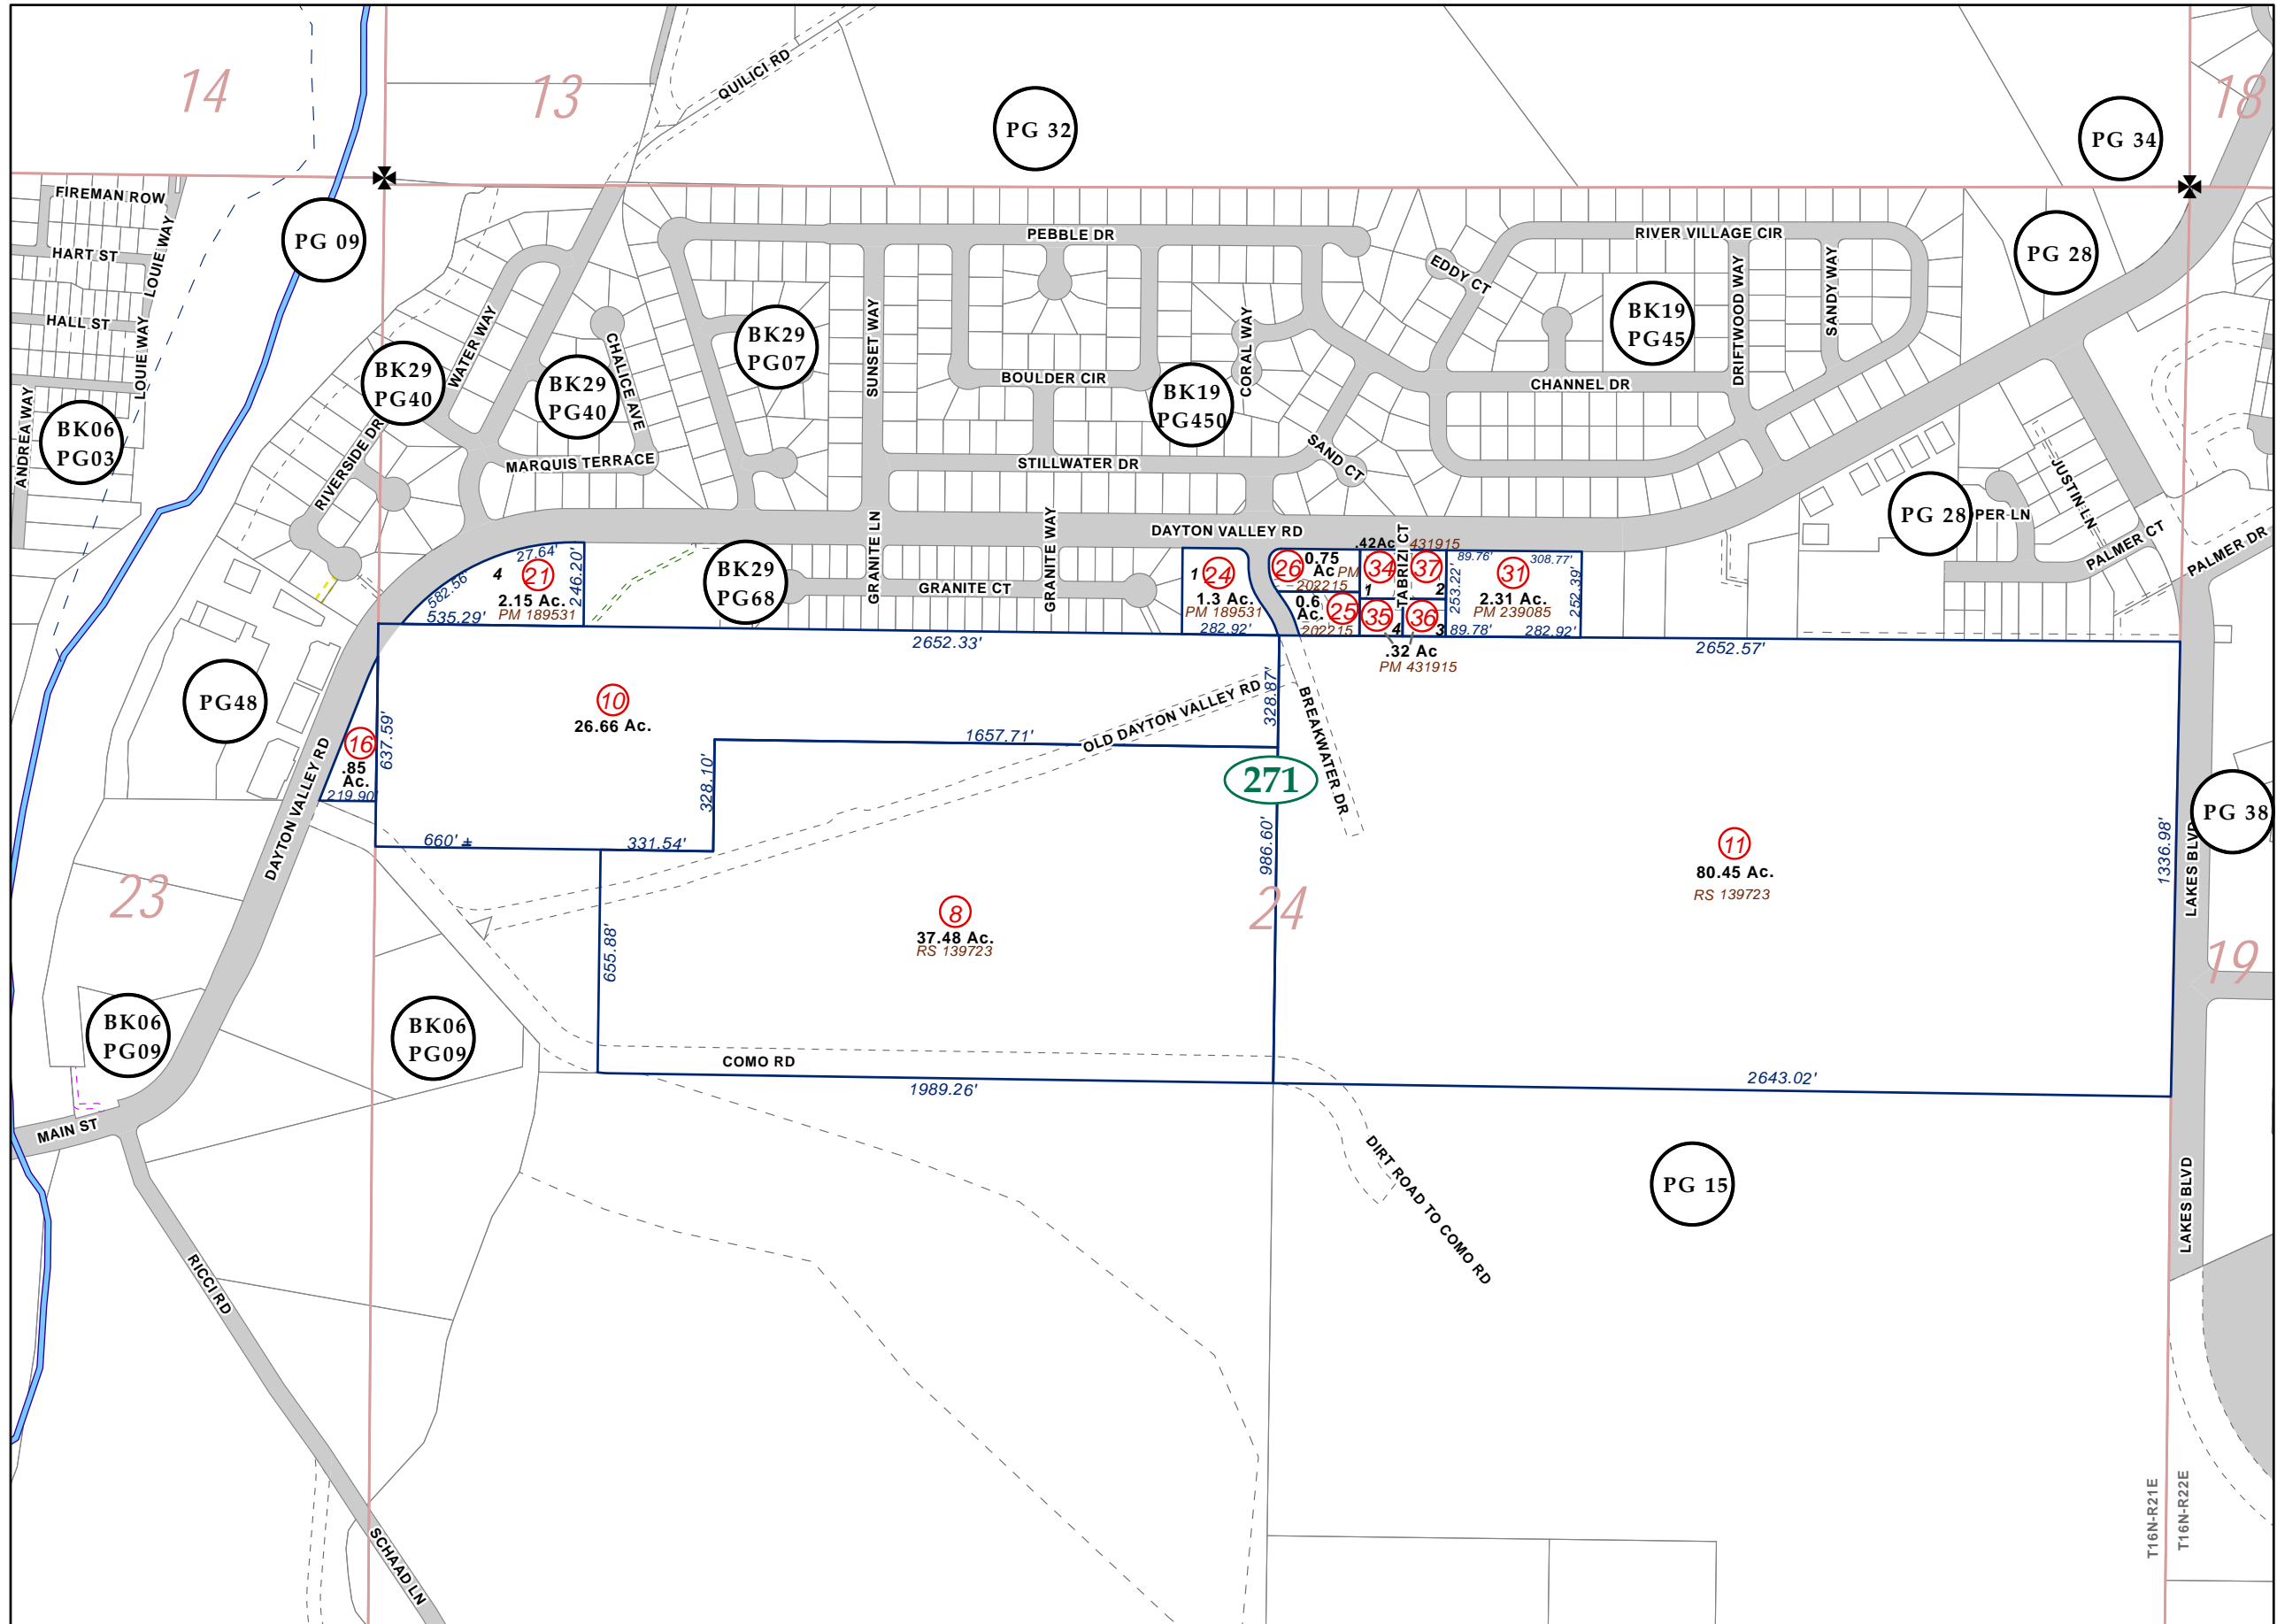 14
13
QUILICI RD
PG 32
PG 34
18
FIREMAN ROW
LOUIE WAY
HART ST
PG 09
HALL ST
LOUIE WAY
ANDREA WAY
BK06
PG03
PEBBLE DR
RIVER VILLAGE CIR
EDDY CT
DRIFTWOOD WAY
SANDY WAY
PG 28
BK19
PG45
WATER WAY
BK29
PG40
BK29
PG40
CHALICE AVE
BK29
PG07
SUNSET WAY
BOULDER CIR
CORAL WAY
BK19
PG450
CHANNEL DR
RIVERSIDE DR
MARQUIS TERRACE
STILLWATER DR
SAND CT
JUSTIN LN
PG 28
PER LN
PALMER CT
PALMER DR
DAYTON VALLEY RD
GRANITE LN
GRANITE WAY
GRANITE CT
BK29
PG68
TABRIZI CT
27.64'
582.56'
4
21
2.15 Ac.
PM 189531
246.20'
535.29'
1
24
1.3 Ac.
PM 189531
282.92'
26
0.75
Ac
PM
202215
0.6
Ac.
25
202215
.42Ac
431915
34
1
37
2
35
4
36
3
.32 Ac
PM 431915
89.76'
308.77'
253.22'
31
2.31 Ac.
PM 239085
252.39'
89.78'
282.92'
2652.33'
2652.57'
PG48
10
26.66 Ac.
16
.85
Ac.
219.90'
637.59'
DAYTON VALLEY RD
OLD DAYTON VALLEY RD
328.87'
BREAKWATER DR
1657.71'
328.10'
271
660' ±
331.54'
986.60'
11
80.45 Ac.
RS 139723
1336.98'
LAKES BLVD
PG 38
23
8
37.48 Ac.
RS 139723
24
19
655.88'
BK06
PG09
BK06
PG09
COMO RD
1989.26'
2643.02'
MAIN ST
DIRT ROAD TO COMO RD
PG 15
LAKES BLVD
RICCI RD
SCHAAD LN
T16N-R21E
T16N-R22E